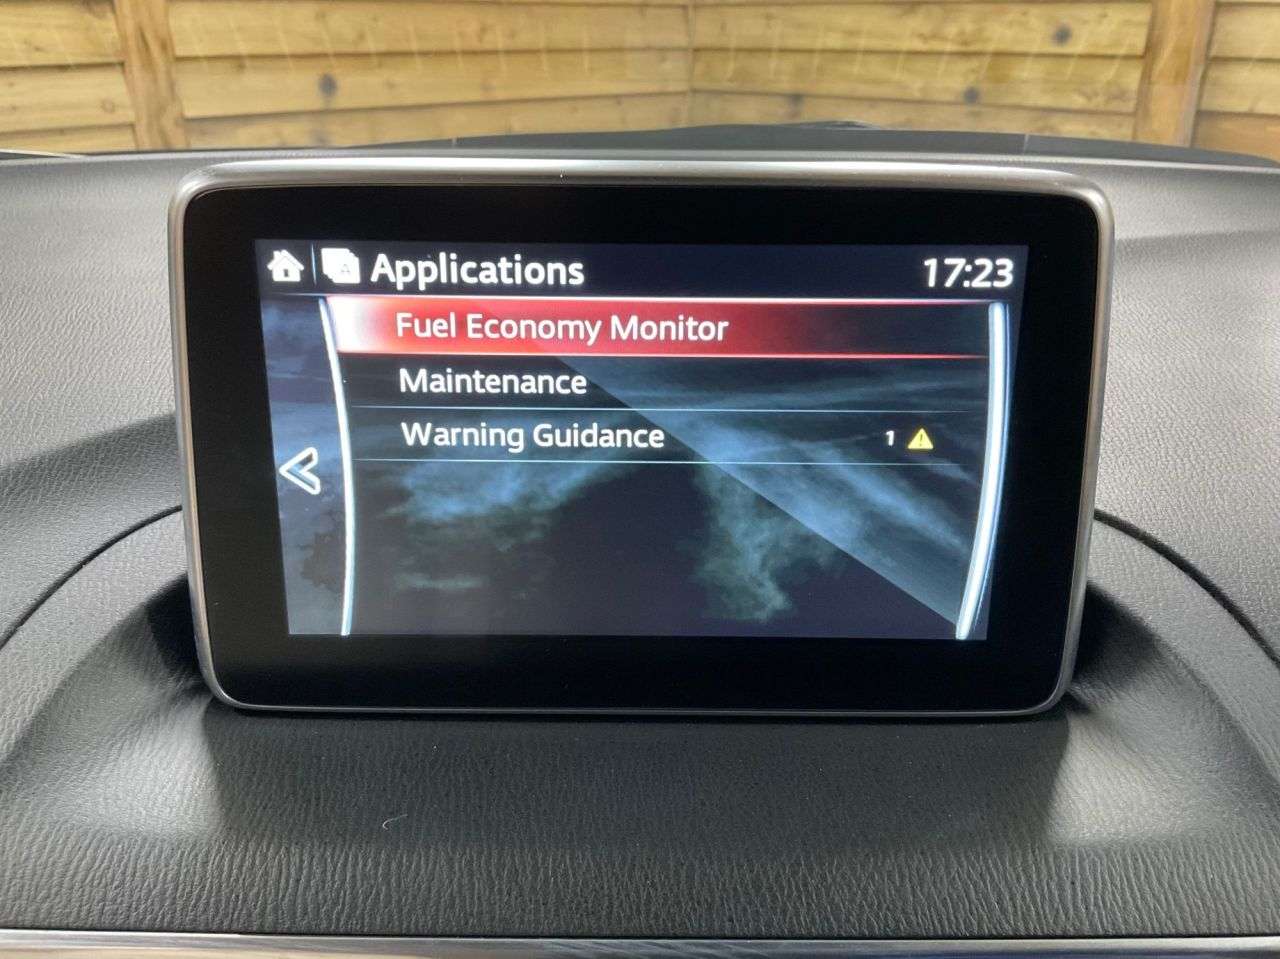 Applications 17:23
Fuel Economy Monitor
Maintenance
Warning Guidance 1